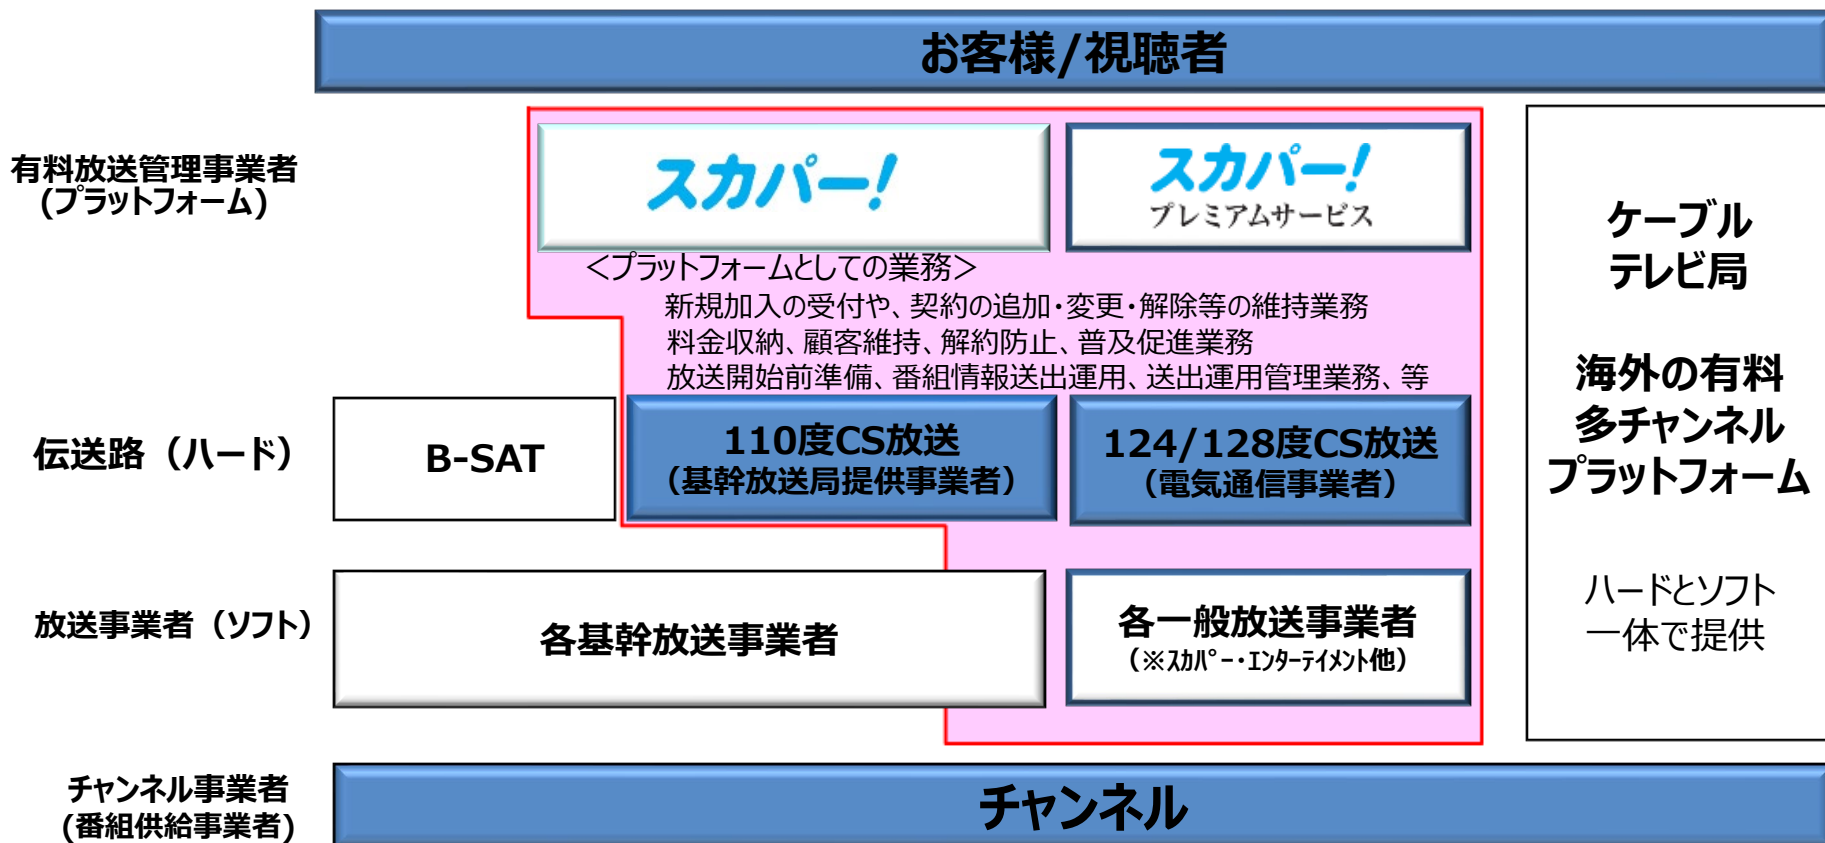 お客様/視聴者
有料放送管理事業者
(プラットフォーム)
スカパー!
スカパー!
プレミアムサービス
＜プラットフォームとしての業務＞
新規加入の受付や、契約の追加・変更・解除等の維持業務
料金収納、顧客維持、解約防止、普及促進業務
放送開始前準備、番組情報送出運用、送出運用管理業務、等
ケーブル
テレビ局
海外の有料
多チャンネル
プラットフォーム
ハードとソフト
一体で提供
伝送路（ハード）
B-SAT
110度CS放送
（基幹放送局提供事業者）
124/128度CS放送
（電気通信事業者）
放送事業者（ソフト）
各基幹放送事業者
各一般放送事業者
（※ｽｶﾊﾟｰ・ｴﾝﾀｰﾃｲﾒﾝﾄ他）
チャンネル事業者
(番組供給事業者)
チャンネル